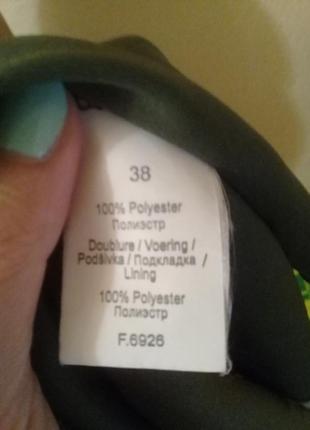 38
100% Polyester
Полиэстр
Doublure / Voering /
Podšívka / Подкладка /
Lining
100% Polyester
Полиэстр
F.6926